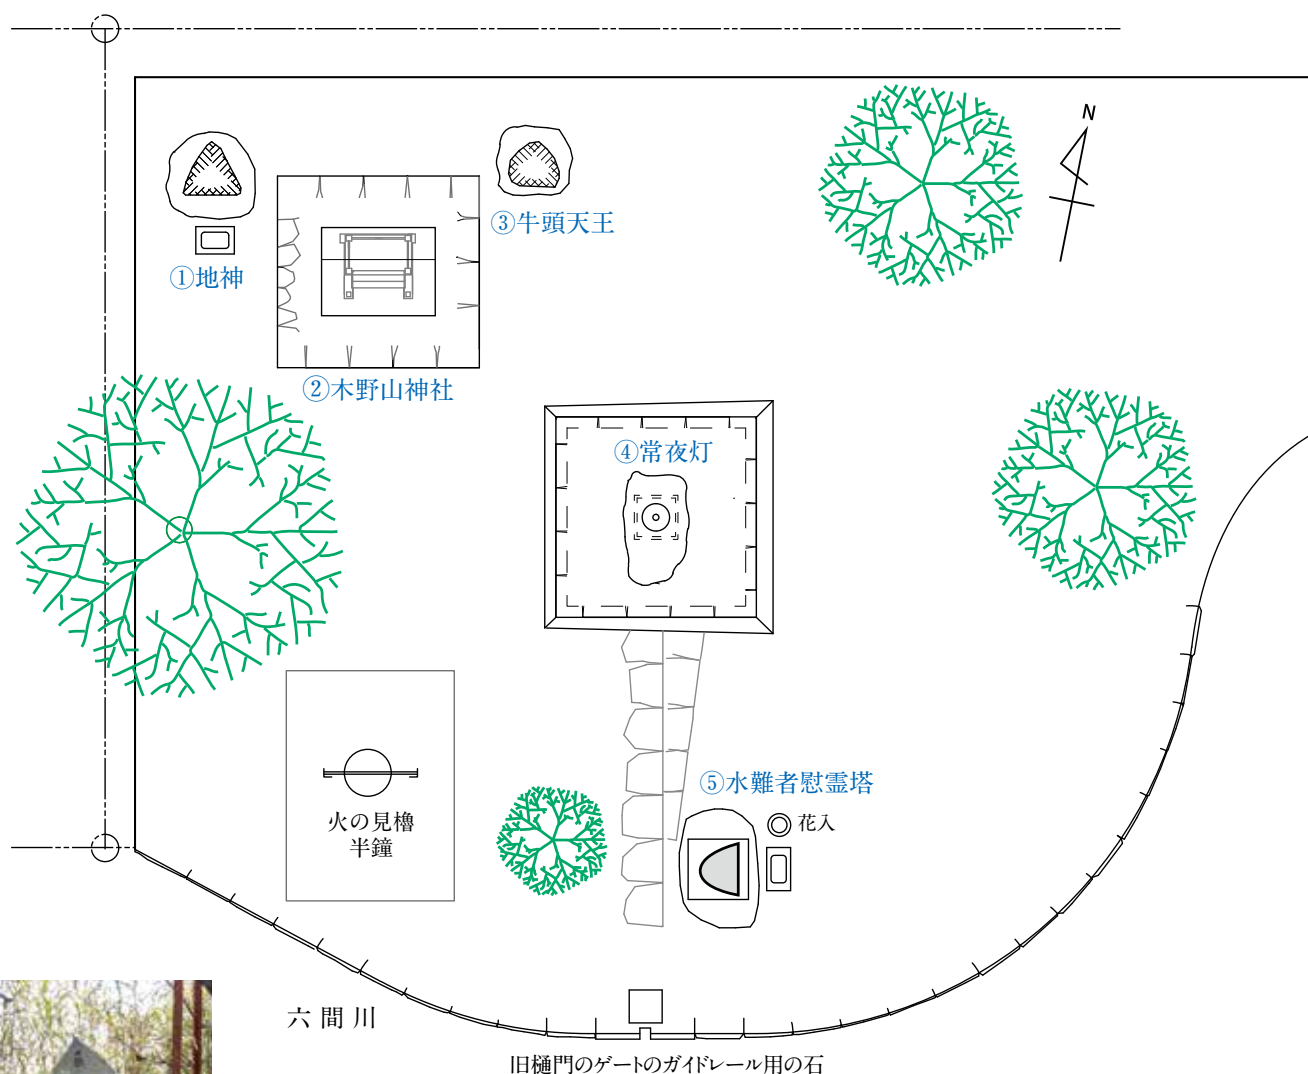 N
③牛頭天王
①地神
②木野山神社
④常夜灯
⑤水難者慰霊塔
花入
火の見櫓
半鐘
六間川
旧樋門のゲートのガイドレール用の石